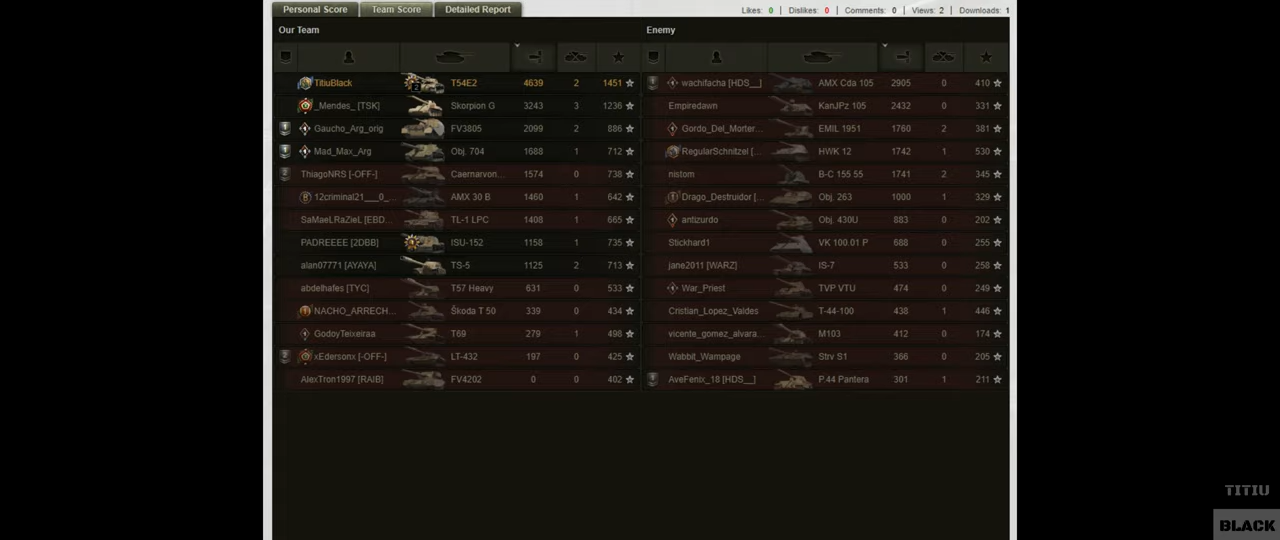 Personal Score Team Score Detailed Report Likes: 0 | Dislikes: 0 | Comments: 0 | Views: 2 | Downloads: 1
Our Team Enemy
TitiuBlack 2 T54E2 4639 2 1451 wachifacha [HDS__] AMX Cda 105 2905 0 410
_Mendes_ [TSK] Skorpion G 3243 3 1236 Empiredawn KanJPz 105 2432 0 331
Gaucho_Arg_orig FV3805 2099 2 886 Gordo_Del_Morter... EMIL 1951 1760 2 381
Mad_Max_Arg Obj. 704 1688 1 712 RegularSchnitzel [... HWK 12 1742 1 530
2 ThiagoNRS [-OFF-] Caernarvon... 1574 0 738 nistom B-C 155 55 1741 2 345
12criminal21___0_... AMX 30 B 1460 1 642 Drago_Destruidor [... Obj. 263 1000 1 329
SaMaeLRaZieL [EBD... TL-1 LPC 1408 1 665 antizurdo Obj. 430U 883 0 202
PADREEEE [2DBB] ISU-152 1158 1 735 Stickhard1 VK 100.01 P 688 0 255
alan07771 [AYAYA] TS-5 1125 2 713 jane2011 [WARZ] IS-7 533 0 258
abdelhafes [TYC] T57 Heavy 631 0 533 War_Priest TVP VTU 474 0 249
NACHO_ARRECH... Škoda T 50 339 0 434 Cristian_Lopez_Valdes T-44-100 438 1 446
GodoyTeixeiraa T69 279 1 498 vicente_gomez_alvara... M103 412 0 174
2 xEdersonx [-OFF-] LT-432 197 0 425 Wabbit_Wampage Strv S1 366 0 205
AlexTron1997 [RAIB] FV4202 0 0 402 AveFenix_18 [HDS__] P.44 Pantera 301 1 211
TITIU
BLACK